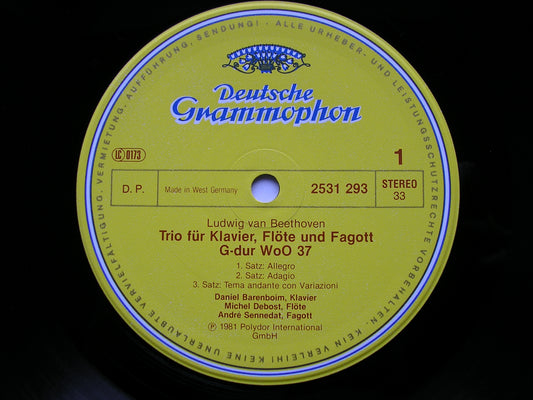 KEIN VERLEIH! KEINE UNERLAUBTE VERVIELFÄLTIGUNG, VERMIETUNG, AUFFÜHRUNG, SENDUNG! - ALLE URHEBER- UND LEISTUNGSSCHUTZRECHTE VORBEHALTEN.
Deutsche
Grammophon
LC 0173
1
D. P.
Made in West Germany
2531 293
STEREO
33
Ludwig van Beethoven
Trio für Klavier, Flöte und Fagott
G-dur WoO 37
1. Satz: Allegro
2. Satz: Adagio
3. Satz: Tema andante con Variazioni
Daniel Barenboim, Klavier
Michel Debost, Flöte
André Sennedat, Fagott
Ⓟ 1981 Polydor International
GmbH